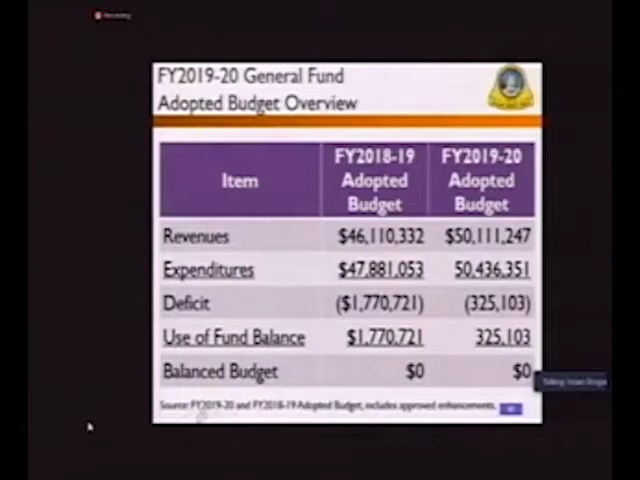 Recording
FY2019-20 General Fund
Adopted Budget Overview
Item
FY2018-19 Adopted Budget
FY2019-20 Adopted Budget
Revenues $46,110,332 $50,111,247
Expenditures $47,881,053 50,436,351
Deficit ($1,770,721) (325,103)
Use of Fund Balance $1,770,721 325,103
Balanced Budget $0 $0
Source: FY2019-20 and FY2018-19 Adopted Budget, includes approved enhancements.
Talking: